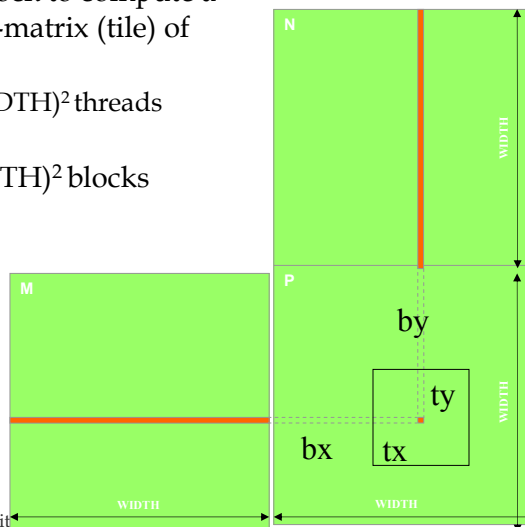 -matrix (tile) of
DTH)² threads
TH)² blocks
N
WIDTH
M
P
by
WIDTH
ty
bx
tx
WIDTH
WIDTH
it